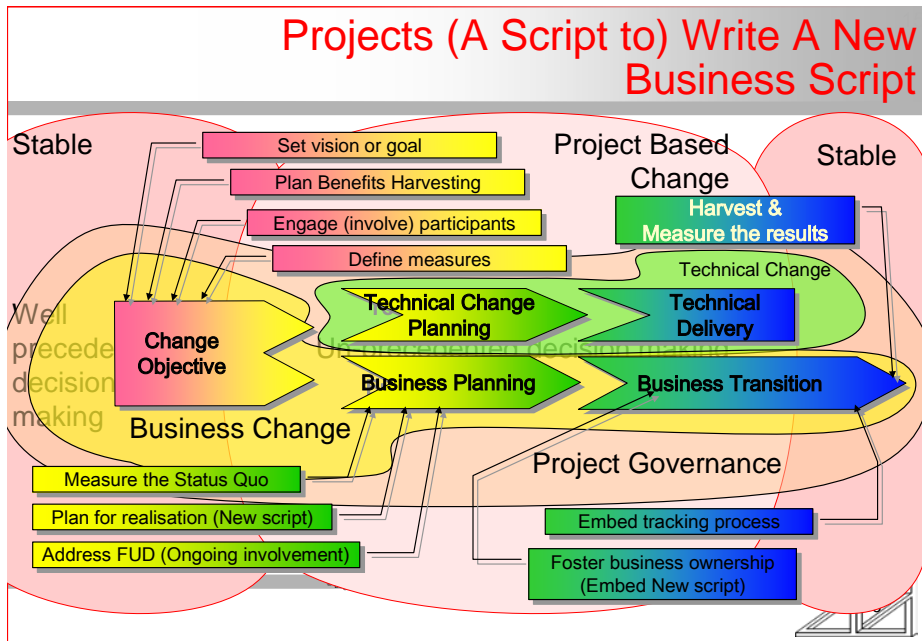 Projects (A Script to) Write A New
Business Script
Stable
Set vision or goal
Project Based
Change
Stable
Plan Benefits Harvesting
Harvest &
Measure the results
Engage (involve) participants
Define measures
Technical Change
Well
precede
decision
making
Technical Change
Planning
Technical
Delivery
Change
Objective
Unprecedented decision making
Business Planning
Business Transition
Business Change
Project Governance
Measure the Status Quo
Plan for realisation (New script)
Embed tracking process
Address FUD (Ongoing involvement)
Foster business ownership
(Embed New script)